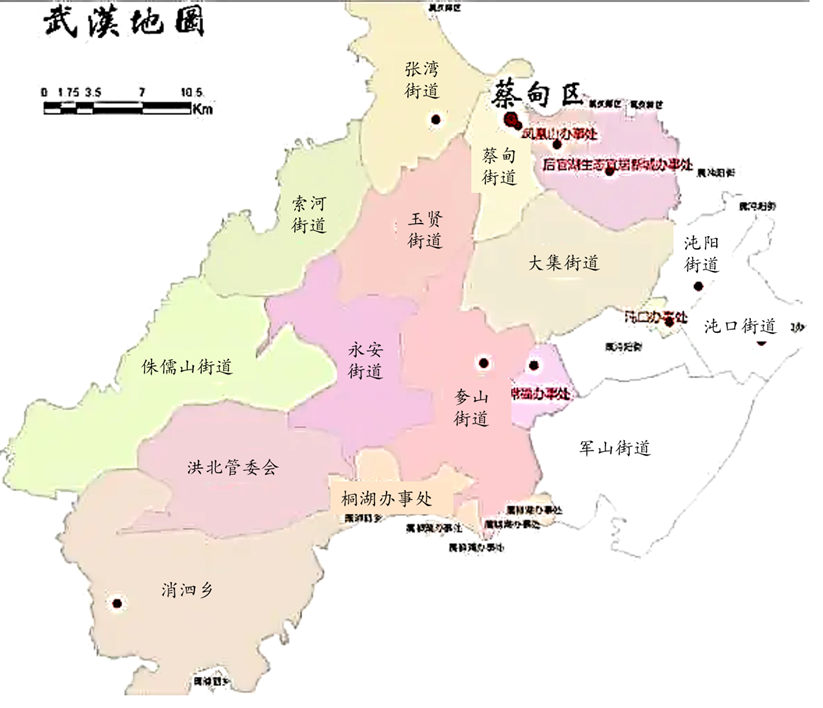 武漢地圖
0 1.75 3.5 7 10.5
Km
张湾
街道
蔡甸区
凤凰山办事处
蔡甸
街道
后官湖生态宜居新城办事处
索河
街道
玉贤
街道
大集街道
沌阳
街道
沌口办事处
沌口街道
侏儒山街道
永安
街道
奓山
街道
常福办事处
军山街道
洪北管委会
桐湖办事处
消泗乡